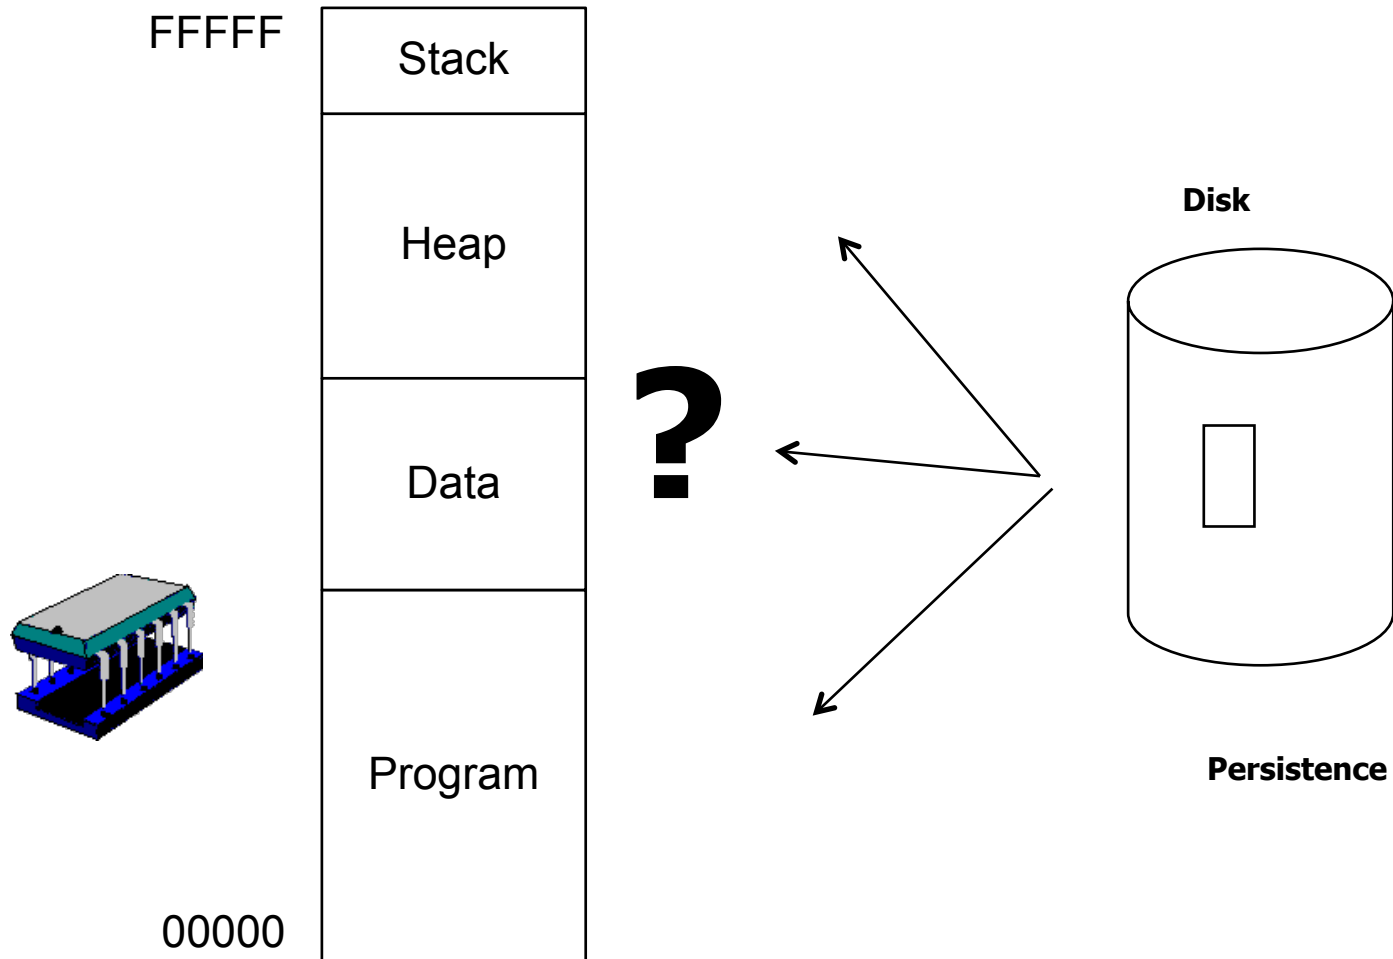 FFFFF
Stack
Heap
Data
Program
00000
?
Disk
Persistence